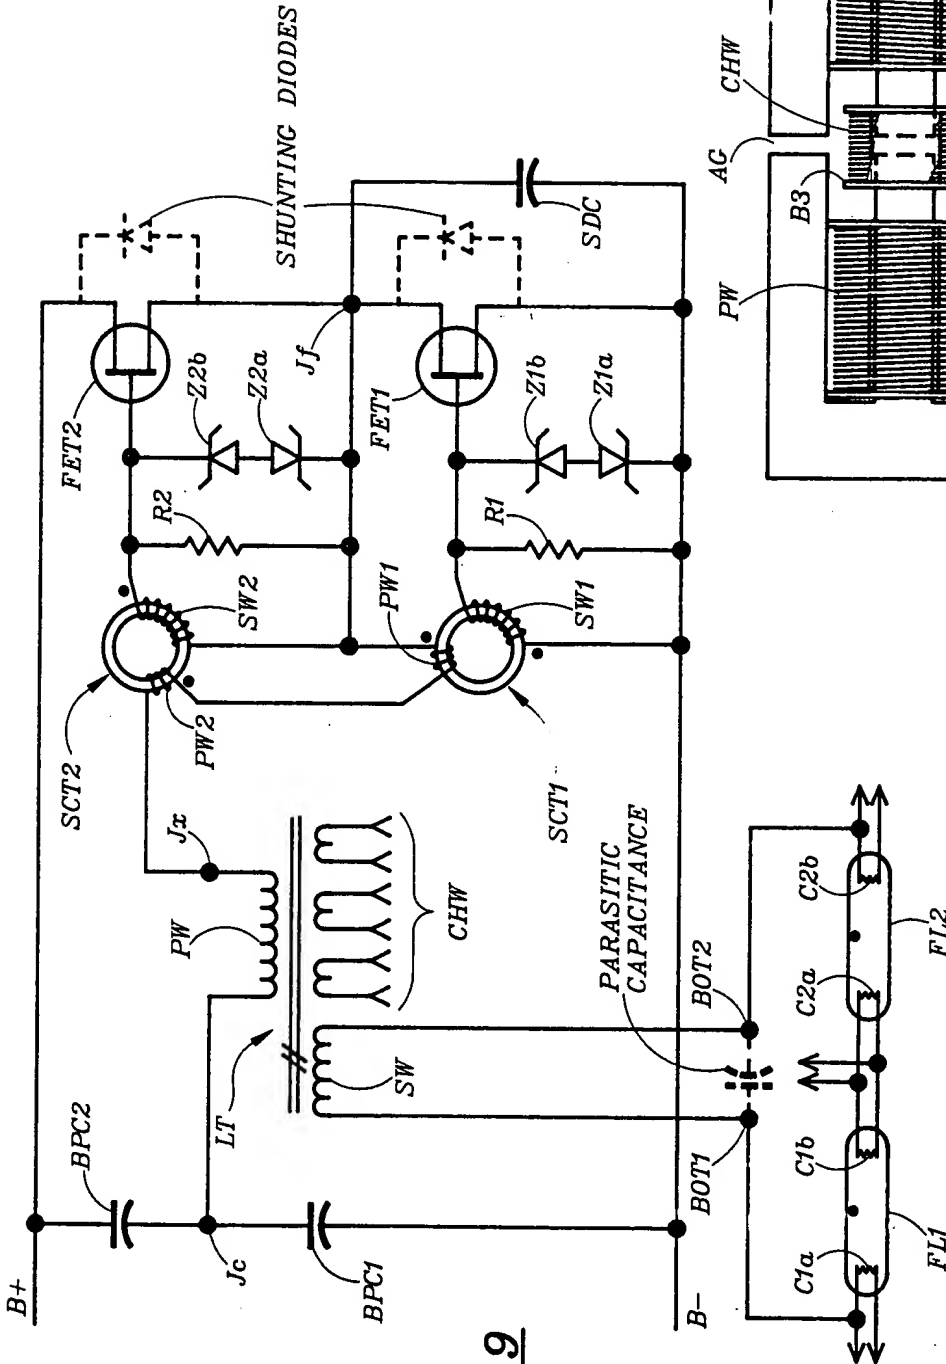 B+
BPC2
Jc
BPC1
B-
LT
PW
Jx
SW
CHW
SCT2
PW2
SW2
R2
FET2
Z2b
Z2a
Jf
SHUNTING DIODES
SDC
SCT1
PW1
SW1
R1
FET1
Z1b
Z1a
PARASITIC
CAPACITANCE
BOT1
BOT2
C1a
C1b
C2a
C2b
FL1
FL2
PW
B3
AG
CHW
9